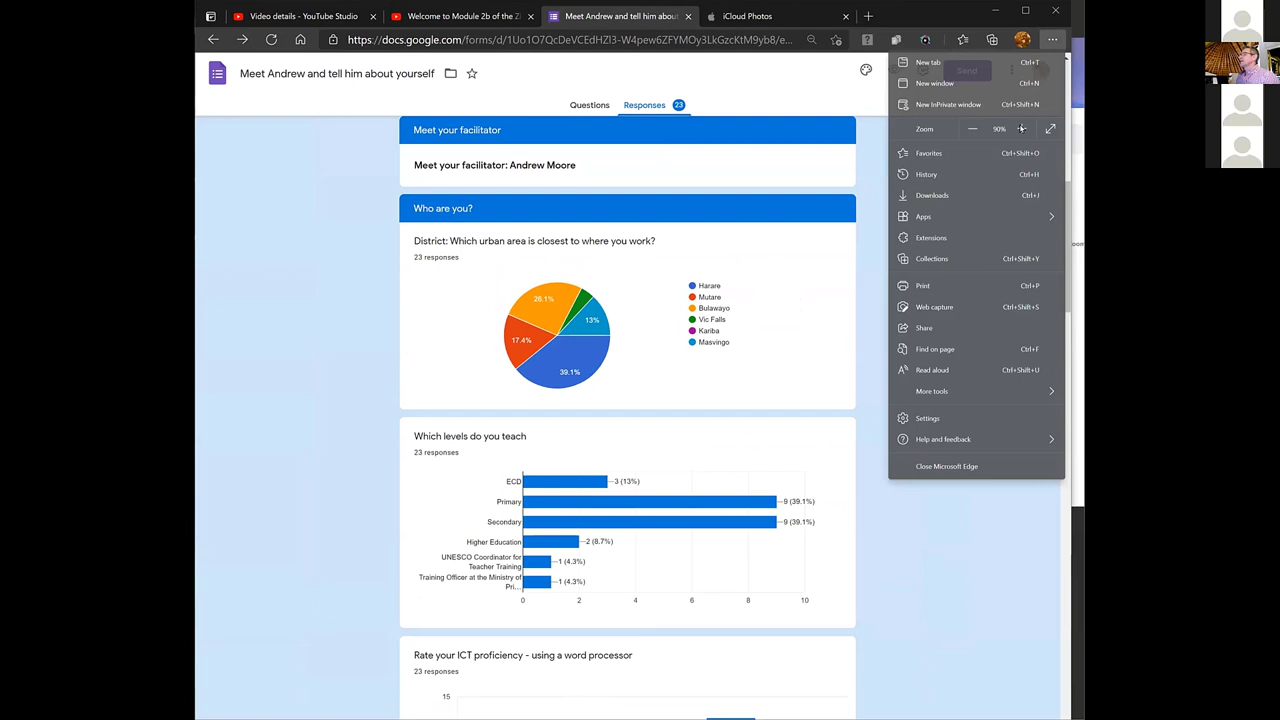 Video details - YouTube Studio
Welcome to Module 2b of the Z
Meet Andrew and tell him abou
iCloud Photos
https://docs.google.com/forms/d/1Uo1O7QcDeVCEdHZI3-W4pew6ZFYMOy3LkGzcKtM9yb8/e...
Meet Andrew and tell him about yourself
Send
Questions
Responses 23
Meet your facilitator
Meet your facilitator: Andrew Moore
Who are you?
District: Which urban area is closest to where you work?
23 responses
26.1%
13%
17.4%
39.1%
Harare
Mutare
Bulawayo
Vic Falls
Kariba
Masvingo
Which levels do you teach
23 responses
ECD 3 (13%)
Primary 9 (39.1%)
Secondary 9 (39.1%)
Higher Education 2 (8.7%)
UNESCO Coordinator for
Teacher Training 1 (4.3%)
Training Officer at the Ministry of
Pri... 1 (4.3%)
0 2 4 6 8 10
Rate your ICT proficiency - using a word processor
23 responses
15
New tab Ctrl+T
New window Ctrl+N
New InPrivate window Ctrl+Shift+N
Zoom 90%
Favorites Ctrl+Shift+O
History Ctrl+H
Downloads Ctrl+J
Apps
Extensions
Collections Ctrl+Shift+Y
Print Ctrl+P
Web capture Ctrl+Shift+S
Share
Find on page Ctrl+F
Read aloud Ctrl+Shift+U
More tools
Settings
Help and feedback
Close Microsoft Edge